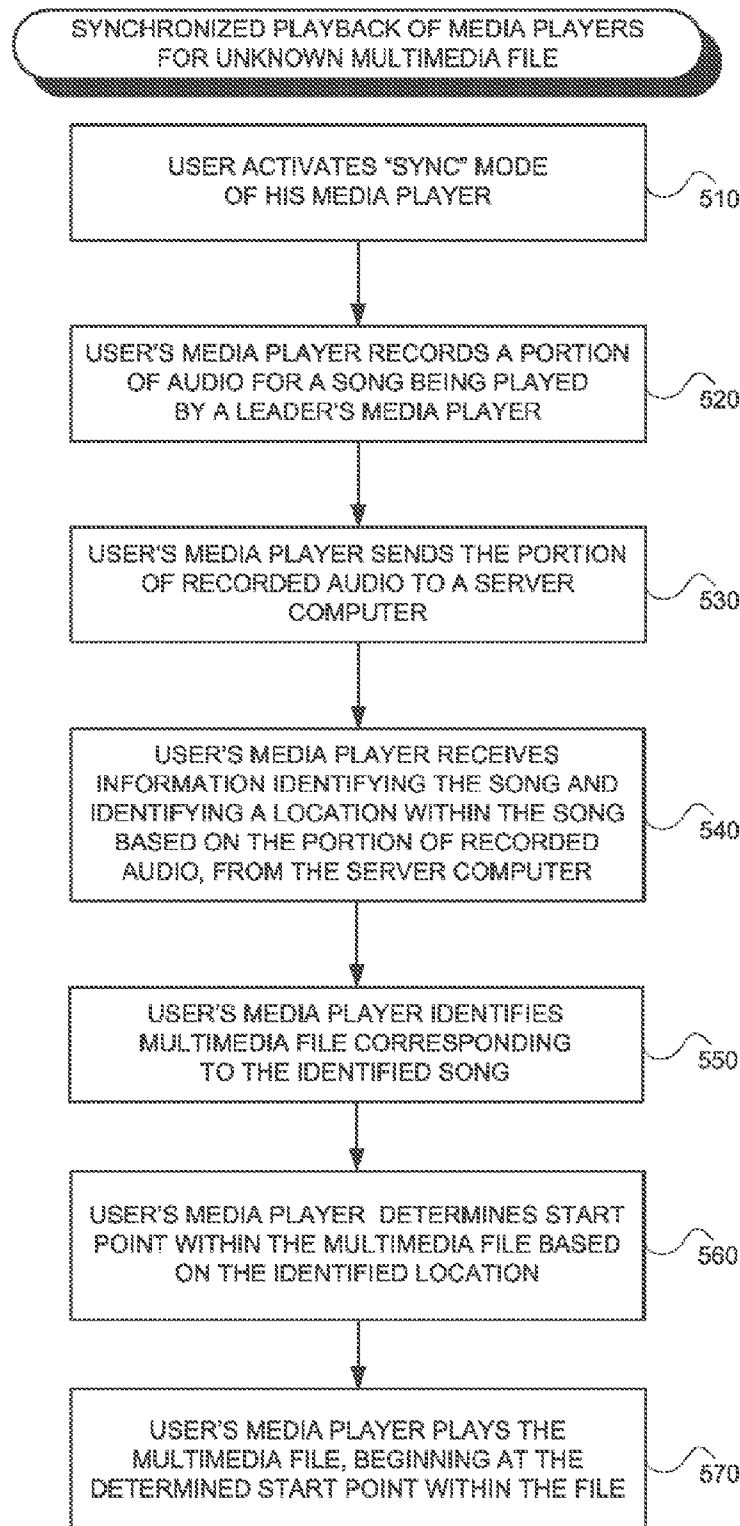 SYNCHRONIZED PLAYBACK OF MEDIA PLAYERS
FOR UNKNOWN MULTIMEDIA FILE
USER ACTIVATES “SYNC” MODE
OF HIS MEDIA PLAYER
510
USER'S MEDIA PLAYER RECORDS A PORTION
OF AUDIO FOR A SONG BEING PLAYED
BY A LEADER'S MEDIA PLAYER
520
USER'S MEDIA PLAYER SENDS THE PORTION
OF RECORDED AUDIO TO A SERVER
COMPUTER
530
USER'S MEDIA PLAYER RECEIVES
INFORMATION IDENTIFYING THE SONG AND
IDENTIFYING A LOCATION WITHIN THE SONG
BASED ON THE PORTION OF RECORDED
AUDIO, FROM THE SERVER COMPUTER
540
USER'S MEDIA PLAYER IDENTIFIES
MULTIMEDIA FILE CORRESPONDING
TO THE IDENTIFIED SONG
550
USER'S MEDIA PLAYER DETERMINES START
POINT WITHIN THE MULTIMEDIA FILE BASED
ON THE IDENTIFIED LOCATION
560
USER'S MEDIA PLAYER PLAYS THE
MULTIMEDIA FILE, BEGINNING AT THE
DETERMINED START POINT WITHIN THE FILE
570